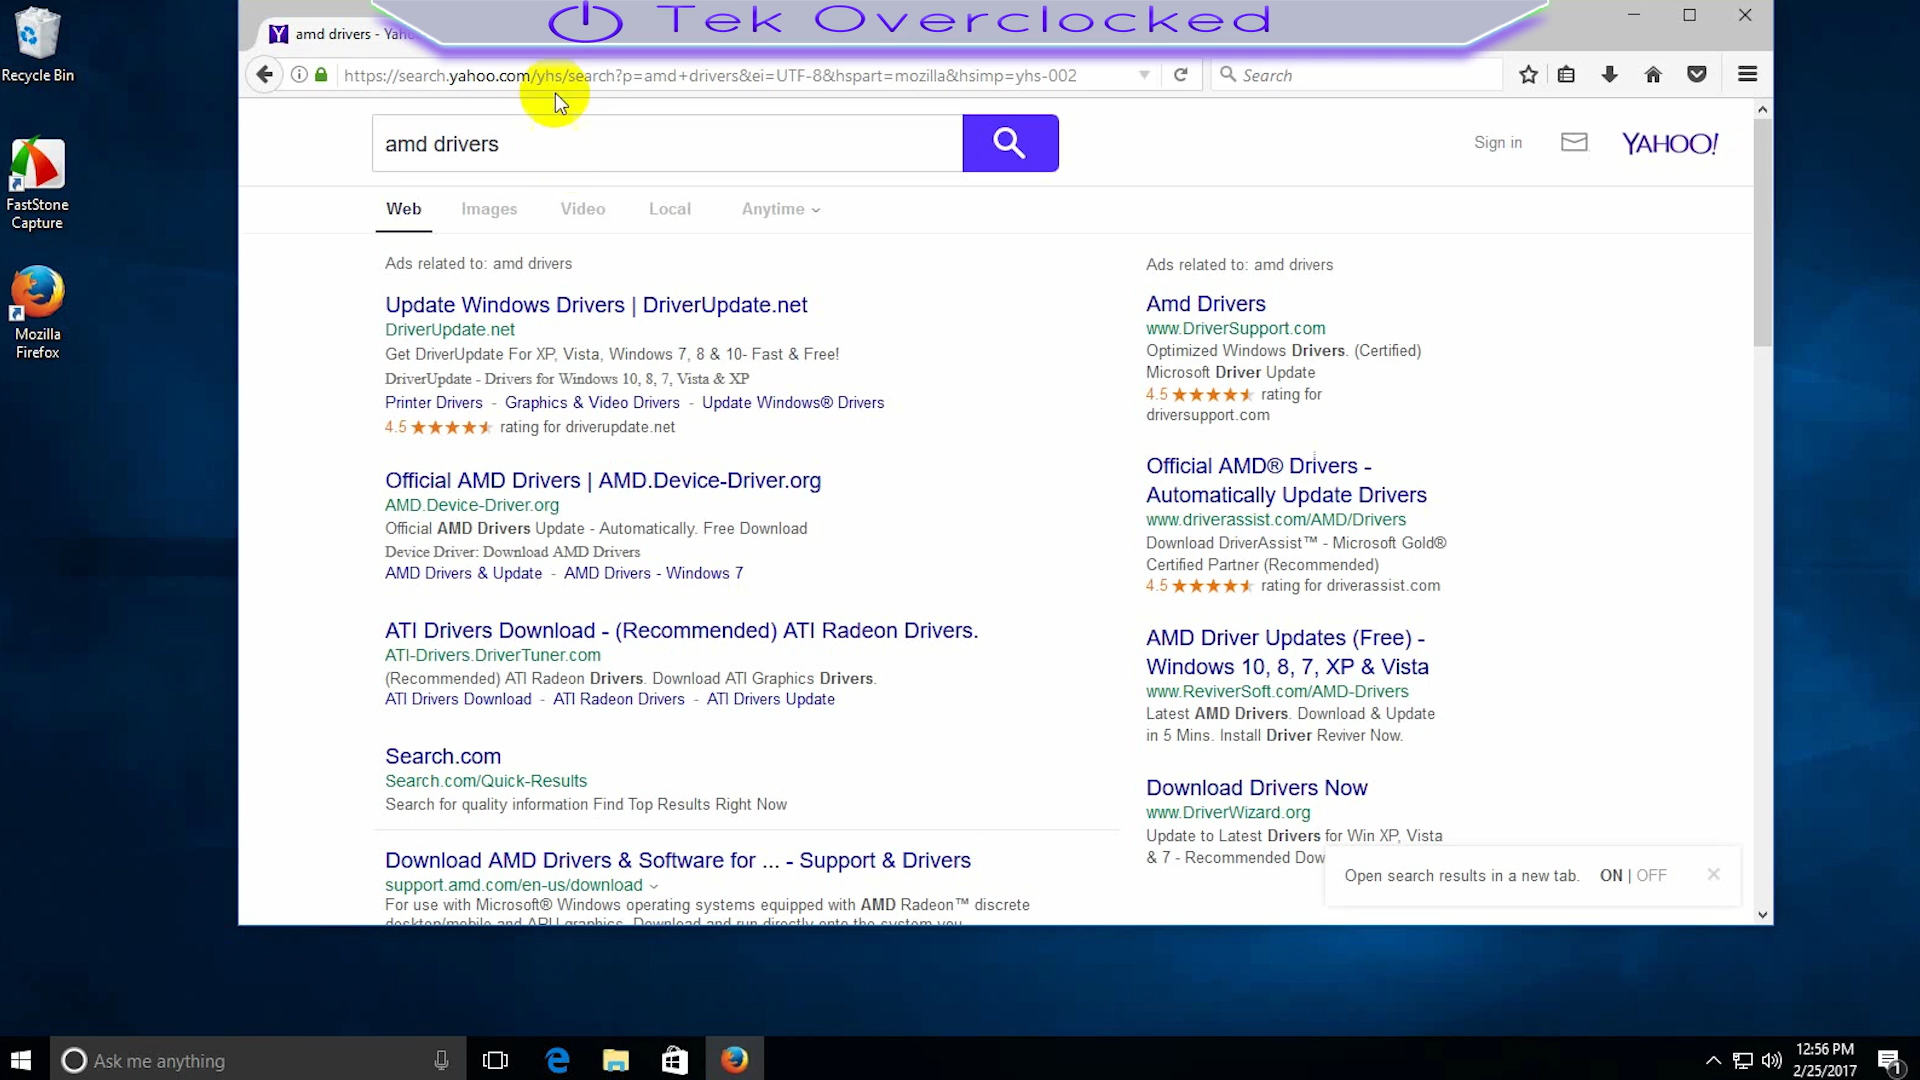 Tek Overclocked
Recycle Bin
FastStone
Capture
Mozilla
Firefox
amd drivers - Yaho
https://search.yahoo.com/yhs/search?p=amd+drivers&ei=UTF-8&hspart=mozilla&hsimp=yhs-002
Search
amd drivers
Sign in
YAHOO!
Web Images Video Local Anytime
Ads related to: amd drivers
Update Windows Drivers | DriverUpdate.net
DriverUpdate.net
Get DriverUpdate For XP, Vista, Windows 7, 8 & 10- Fast & Free!
DriverUpdate - Drivers for Windows 10, 8, 7, Vista & XP
Printer Drivers - Graphics & Video Drivers - Update Windows® Drivers
4.5 ★★★★★ rating for driverupdate.net
Official AMD Drivers | AMD.Device-Driver.org
AMD.Device-Driver.org
Official AMD Drivers Update - Automatically. Free Download
Device Driver: Download AMD Drivers
AMD Drivers & Update - AMD Drivers - Windows 7
ATI Drivers Download - (Recommended) ATI Radeon Drivers.
ATI-Drivers.DriverTuner.com
(Recommended) ATI Radeon Drivers. Download ATI Graphics Drivers.
ATI Drivers Download - ATI Radeon Drivers - ATI Drivers Update
Search.com
Search.com/Quick-Results
Search for quality information Find Top Results Right Now
Download AMD Drivers & Software for ... - Support & Drivers
support.amd.com/en-us/download
For use with Microsoft® Windows operating systems equipped with AMD Radeon™ discrete
desktop/mobile and APU graphics. Download and run directly onto the system you
Ads related to: amd drivers
Amd Drivers
www.DriverSupport.com
Optimized Windows Drivers. (Certified)
Microsoft Driver Update
4.5 ★★★★★ rating for
driversupport.com
Official AMD® Drivers -
Automatically Update Drivers
www.driverassist.com/AMD/Drivers
Download DriverAssist™ - Microsoft Gold®
Certified Partner (Recommended)
4.5 ★★★★★ rating for driverassist.com
AMD Driver Updates (Free) -
Windows 10, 8, 7, XP & Vista
www.ReviverSoft.com/AMD-Drivers
Latest AMD Drivers. Download & Update
in 5 Mins. Install Driver Reviver Now.
Download Drivers Now
www.DriverWizard.org
Update to Latest Drivers for Win XP, Vista
& 7 - Recommended Dow
Open search results in a new tab. ON | OFF
Ask me anything
12:56 PM
2/25/2017
1